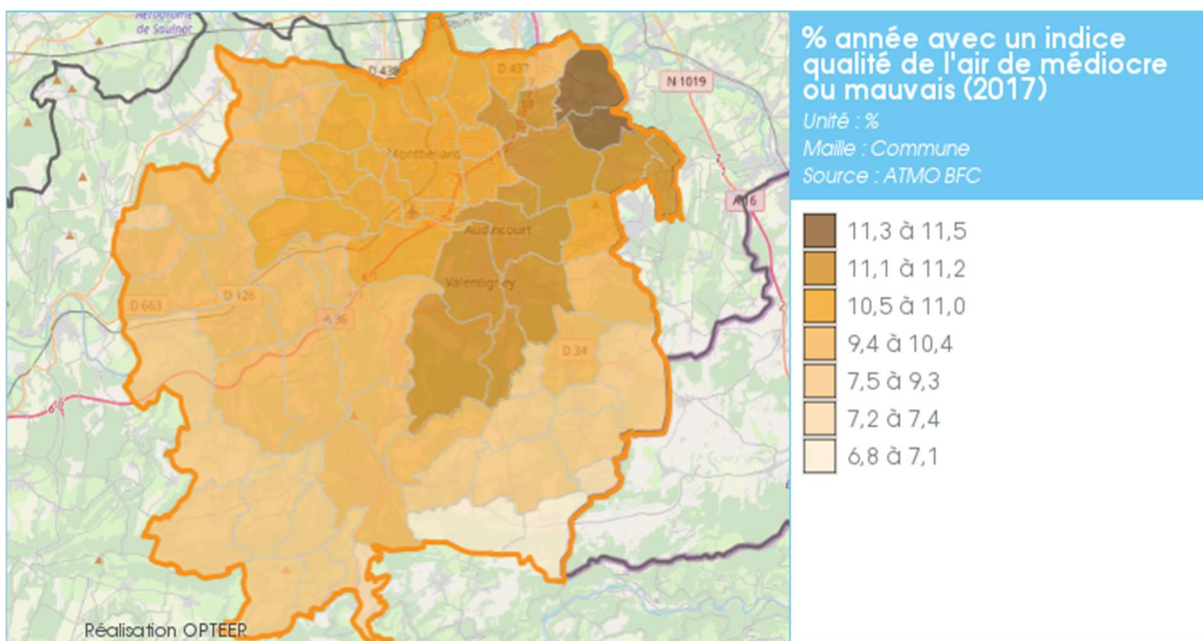 % année avec un indice
qualité de l'air de médiocre
ou mauvais (2017)
Unité : %
Maille : Commune
Source : ATMO BFC
11,3 à 11,5
11,1 à 11,2
10,5 à 11,0
9,4 à 10,4
7,5 à 9,3
7,2 à 7,4
6,8 à 7,1
de Saulnot
D 438
D 437
N 1019
Montbéliard
A 16
Audincourt
Valentigney
D 663
D 126
A 36
D 34
Réalisation OPTEER